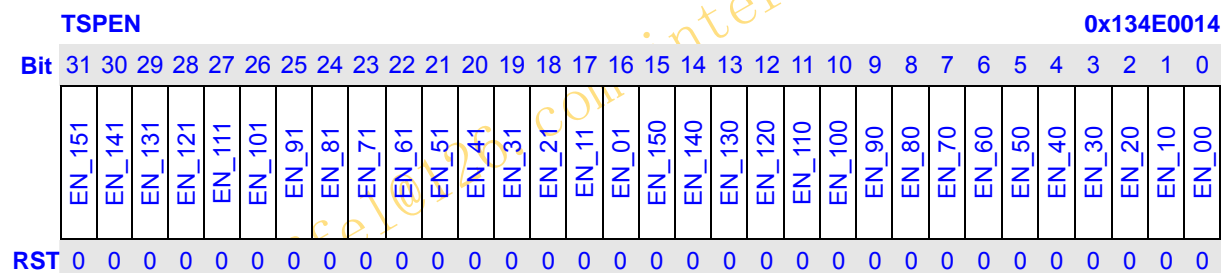 TSPEN 0x134E0014
Bit 31 30 29 28 27 26 25 24 23 22 21 20 19 18 17 16 15 14 13 12 11 10 9 8 7 6 5 4 3 2 1 0
EN_151 EN_141 EN_131 EN_121 EN_111 EN_101 EN_91 EN_81 EN_71 EN_61 EN_51 EN_41 EN_31 EN_21 EN_11 EN_01 EN_150 EN_140 EN_130 EN_120 EN_110 EN_100 EN_90 EN_80 EN_70 EN_60 EN_50 EN_40 EN_30 EN_20 EN_10 EN_00
RST 0 0 0 0 0 0 0 0 0 0 0 0 0 0 0 0 0 0 0 0 0 0 0 0 0 0 0 0 0 0 0 0
fel@126.com inte